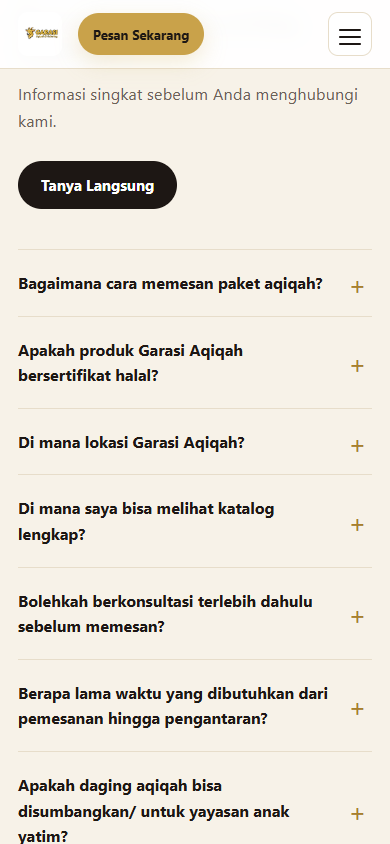 GARASI
Pesan Sekarang
Informasi singkat sebelum Anda menghubungi
kami.
Tanya Langsung
Bagaimana cara memesan paket aqiqah?
Apakah produk Garasi Aqiqah
bersertifikat halal?
Di mana lokasi Garasi Aqiqah?
Di mana saya bisa melihat katalog
lengkap?
Bolehkah berkonsultasi terlebih dahulu
sebelum memesan?
Berapa lama waktu yang dibutuhkan dari
pemesanan hingga pengantaran?
Apakah daging aqiqah bisa
disumbangkan/ untuk yayasan anak
yatim?